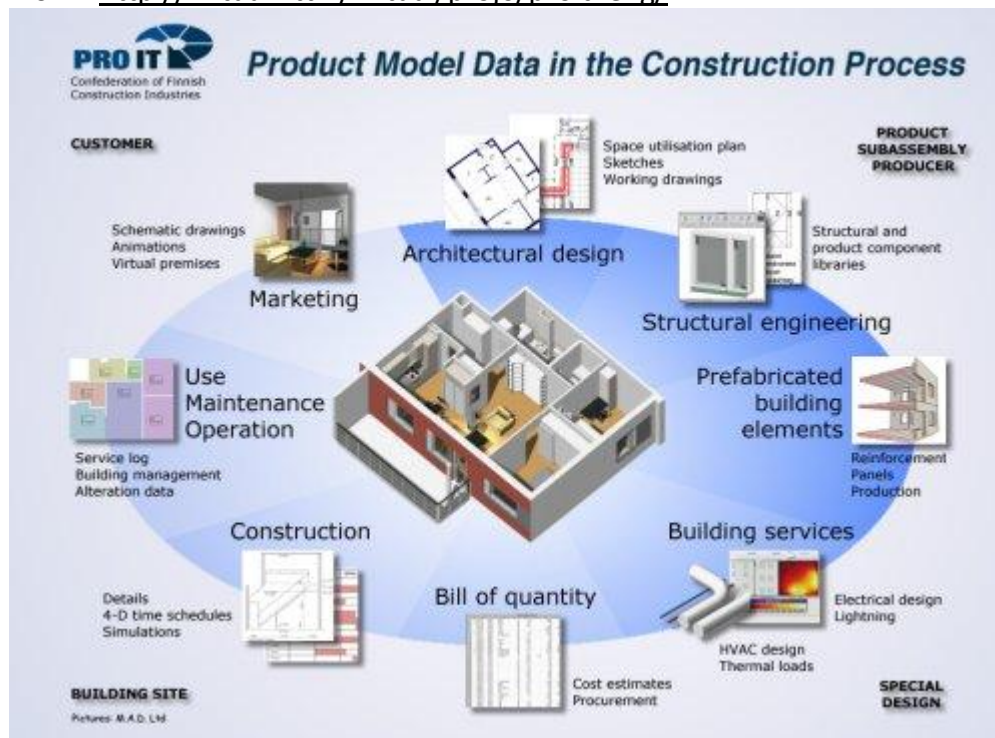 PRO IT
Confederation of Finnish
Construction Industries
Product Model Data in the Construction Process
CUSTOMER
PRODUCT
SUBASSEMBLY
PRODUCER
Space utilisation plan
Sketches
Working drawings
Architectural design
Schematic drawings
Animations
Virtual premises
Marketing
Structural and
product component
libraries
Structural engineering
Use
Maintenance
Operation
Service log
Building management
Alteration data
Prefabricated
building
elements
Reinforcement
Panels
Production
Construction
Details
4-D time schedules
Simulations
Bill of quantity
Cost estimates
Procurement
Building services
Electrical design
Lightning
HVAC design
Thermal loads
BUILDING SITE
Pictures: M.A.D. Ltd
SPECIAL
DESIGN